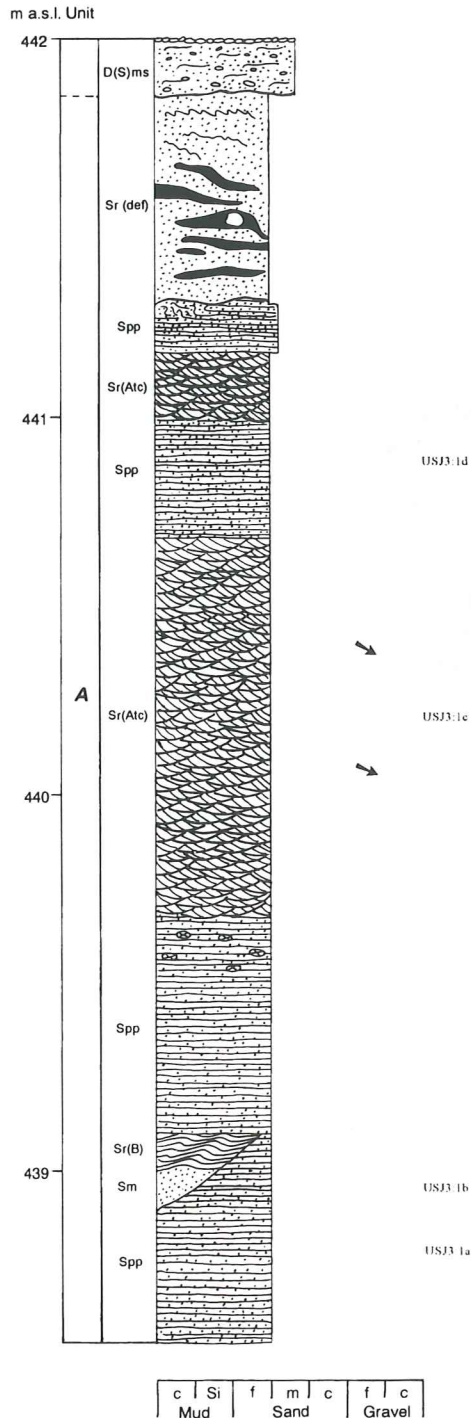 m a.s.l. Unit
442
D(S)ms
Sr (def)
Spp
Sr(Atc)
441
Spp
USJ3:1d
A
Sr(Atc)
USJ3:1c
440
Spp
Sr(B)
439
Sm
USJ3:1b
Spp
USJ3:1a
c Si f m c f c
Mud Sand Gravel